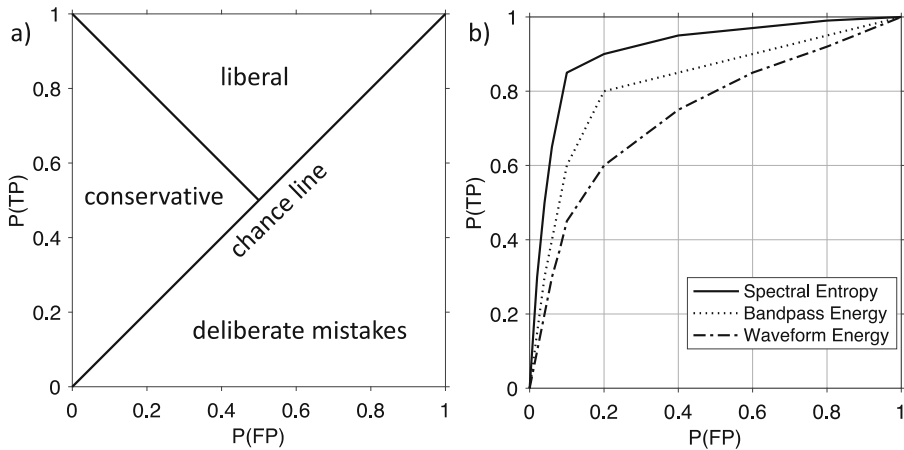 a)
1
0.8
0.6
0.4
0.2
0
P(TP)
liberal
conservative
chance line
deliberate mistakes
0 0.2 0.4 0.6 0.8 1
P(FP)
b)
1
0.8
0.6
0.4
0.2
0
P(TP)
Spectral Entropy
Bandpass Energy
Waveform Energy
0 0.2 0.4 0.6 0.8 1
P(FP)